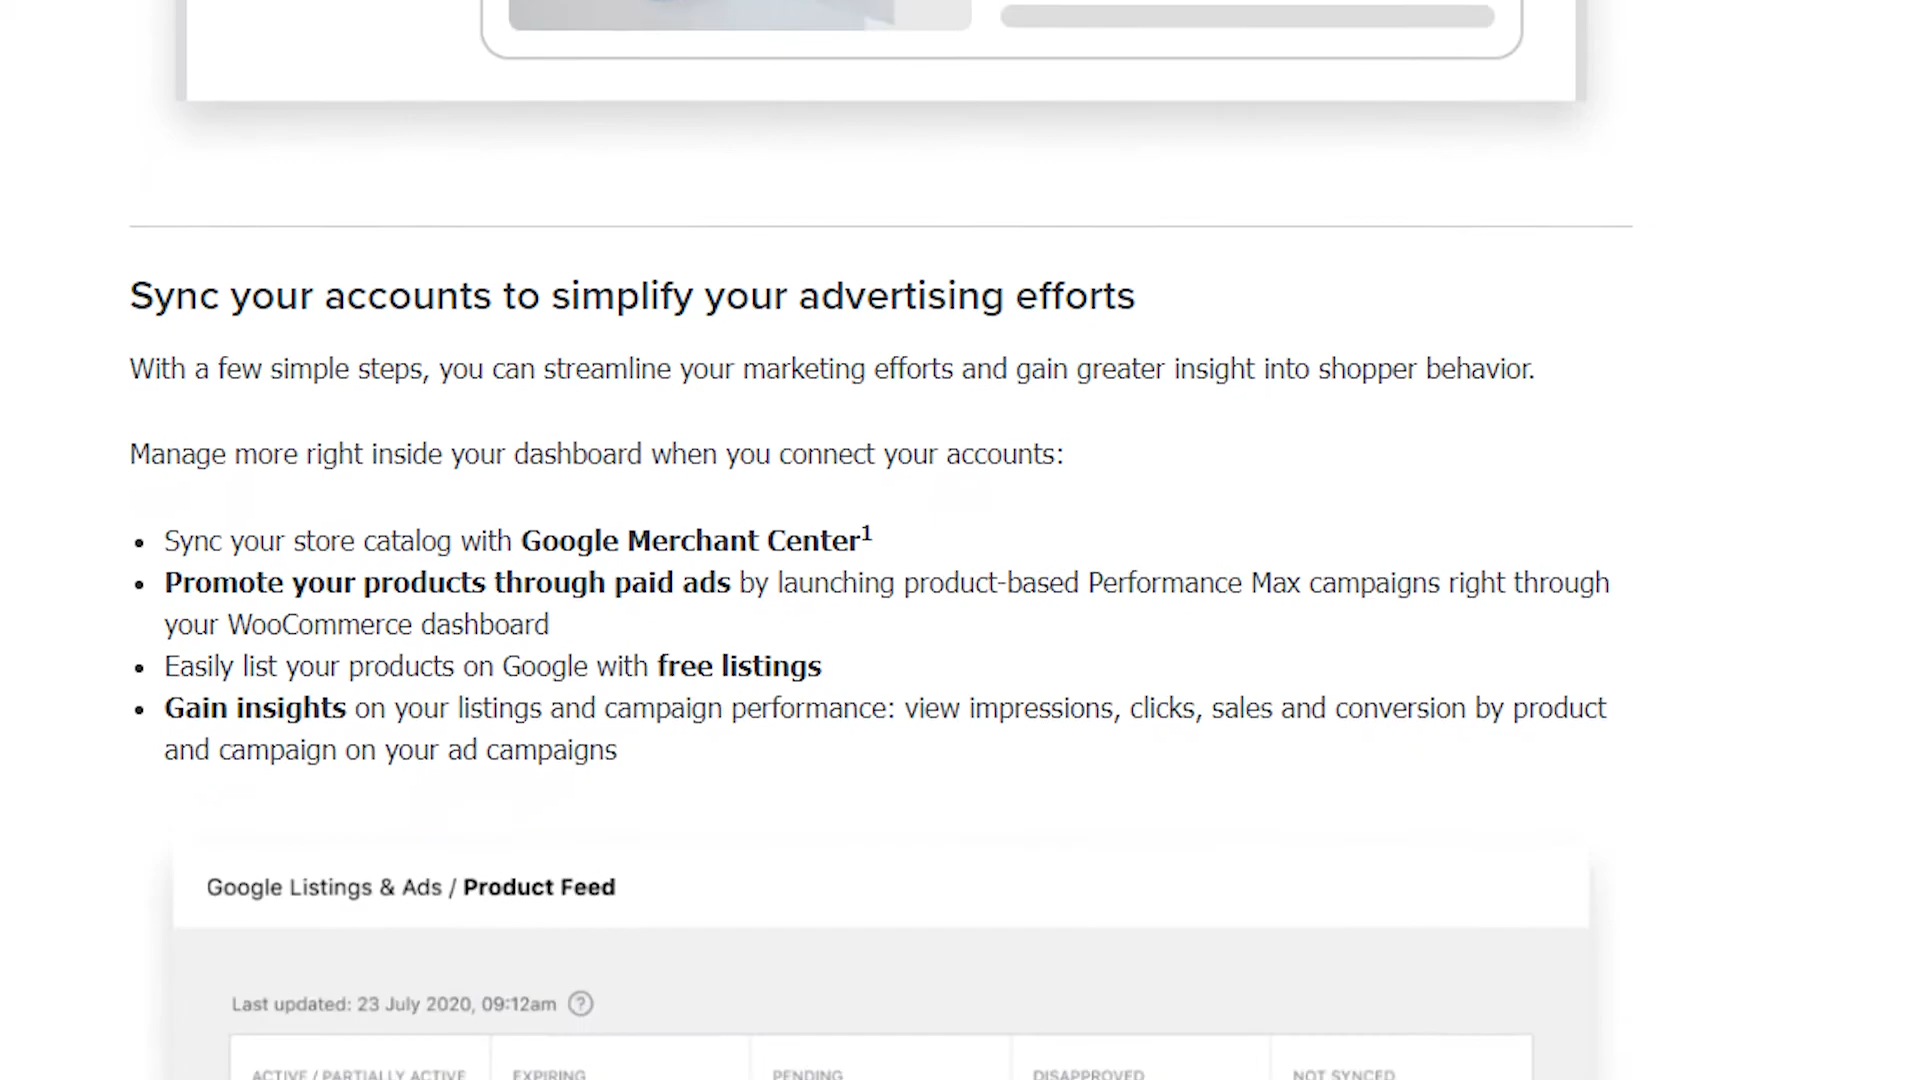 Sync your accounts to simplify your advertising efforts
With a few simple steps, you can streamline your marketing efforts and gain greater insight into shopper behavior.
Manage more right inside your dashboard when you connect your accounts:
• Sync your store catalog with Google Merchant Center¹
• Promote your products through paid ads by launching product-based Performance Max campaigns right through
your WooCommerce dashboard
• Easily list your products on Google with free listings
• Gain insights on your listings and campaign performance: view impressions, clicks, sales and conversion by product
and campaign on your ad campaigns
Google Listings & Ads / Product Feed
Last updated: 23 July 2020, 09:12am ?
ACTIVE / PARTIALLY ACTIVE EXPIRING PENDING DISAPPROVED NOT SYNCED